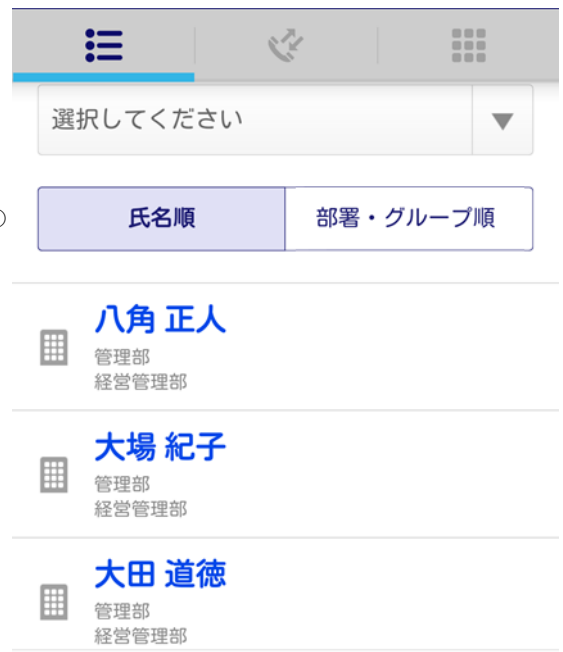 選択してください
氏名順
部署・グループ順
八角 正人
管理部
経営管理部
大場 紀子
管理部
経営管理部
大田 道徳
管理部
経営管理部